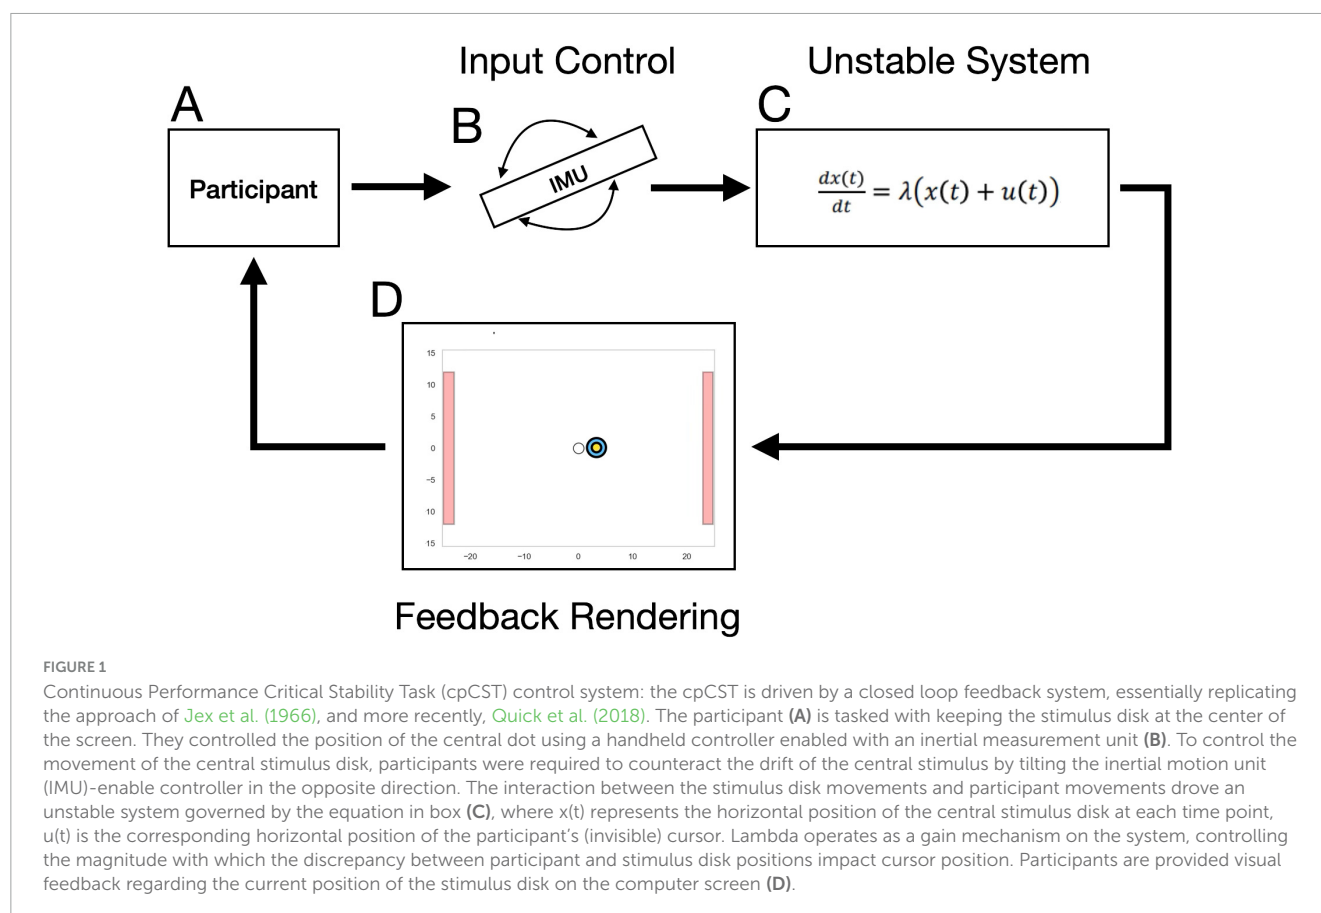 Input Control
Unstable System
A
B
C
Participant
IMU
dx(t)/dt = λ(x(t) + u(t))
D
15
10
5
0
−5
10
15
−20
−10
0
10
20
Feedback Rendering
FIGURE 1
Continuous Performance Critical Stability Task (cpCST) control system: the cpCST is driven by a closed loop feedback system, essentially replicating
the approach of Jex et al. (1966), and more recently, Quick et al. (2018). The participant (A) is tasked with keeping the stimulus disk at the center of
the screen. They controlled the position of the central dot using a handheld controller enabled with an inertial measurement unit (B). To control the
movement of the central stimulus disk, participants were required to counteract the drift of the central stimulus by tilting the inertial motion unit
(IMU)-enable controller in the opposite direction. The interaction between the stimulus disk movements and participant movements drove an
unstable system governed by the equation in box (C), where x(t) represents the horizontal position of the central stimulus disk at each time point,
u(t) is the corresponding horizontal position of the participant’s (invisible) cursor. Lambda operates as a gain mechanism on the system, controlling
the magnitude with which the discrepancy between participant and stimulus disk positions impact cursor position. Participants are provided visual
feedback regarding the current position of the stimulus disk on the computer screen (D).